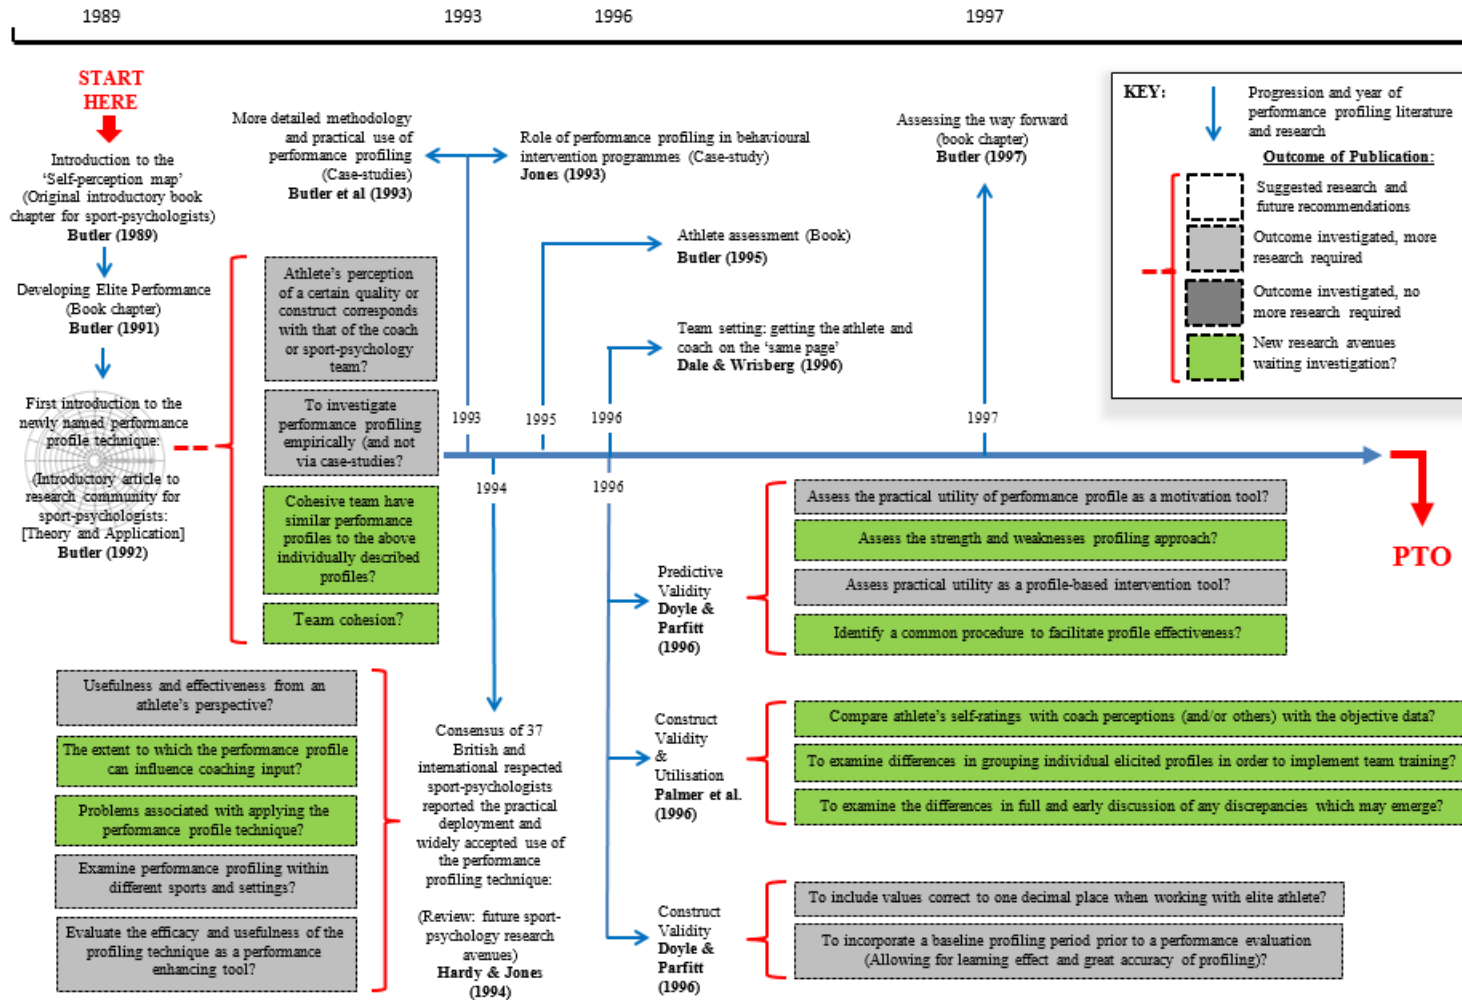 1989
1993
1996
1997
START
HERE
Introduction to the
‘Self-perception map’
(Original introductory book
chapter for sport-psychologists)
Butler (1989)
Developing Elite Performance
(Book chapter)
Butler (1991)
First introduction to the
newly named performance
profile technique:
(Introductory article to
research community for
sport-psychologists:
[Theory and Application]
Butler (1992)
Athlete’s perception
of a certain quality or
construct corresponds
with that of the coach
or sport-psychology
team?
To investigate
performance profiling
empirically (and not
via case-studies?
Cohesive team have
similar performance
profiles to the above
individually described
profiles?
Team cohesion?
More detailed methodology
and practical use of
performance profiling
(Case-studies)
Butler et al (1993)
Role of performance profiling in behavioural
intervention programmes (Case-study)
Jones (1993)
Athlete assessment (Book)
Butler (1995)
Team setting: getting the athlete and
coach on the ‘same page’
Dale & Wrisberg (1996)
Assessing the way forward
(book chapter)
Butler (1997)
KEY:
Progression and year of
performance profiling literature
and research
Outcome of Publication:
Suggested research and
future recommendations
Outcome investigated, more
research required
Outcome investigated, no
more research required
New research avenues
waiting investigation?
1993
1995
1996
1997
1994
1996
PTO
Usefulness and effectiveness from an
athlete’s perspective?
The extent to which the performance profile
can influence coaching input?
Problems associated with applying the
performance profile technique?
Examine performance profiling within
different sports and settings?
Evaluate the efficacy and usefulness of the
profiling technique as a performance
enhancing tool?
Consensus of 37
British and
international respected
sport-psychologists
reported the practical
deployment and
widely accepted use of
the performance
profiling technique:
(Review: future sport-
psychology research
avenues)
Hardy & Jones
(1994)
Predictive
Validity
Doyle &
Parfitt
(1996)
Assess the practical utility of performance profile as a motivation tool?
Assess the strength and weaknesses profiling approach?
Assess practical utility as a profile-based intervention tool?
Identify a common procedure to facilitate profile effectiveness?
Construct
Validity
&
Utilisation
Palmer et al.
(1996)
Compare athlete’s self-ratings with coach perceptions (and/or others) with the objective data?
To examine differences in grouping individual elicited profiles in order to implement team training?
To examine the differences in full and early discussion of any discrepancies which may emerge?
Construct
Validity
Doyle &
Parfitt
(1996)
To include values correct to one decimal place when working with elite athlete?
To incorporate a baseline profiling period prior to a performance evaluation
(Allowing for learning effect and great accuracy of profiling)?